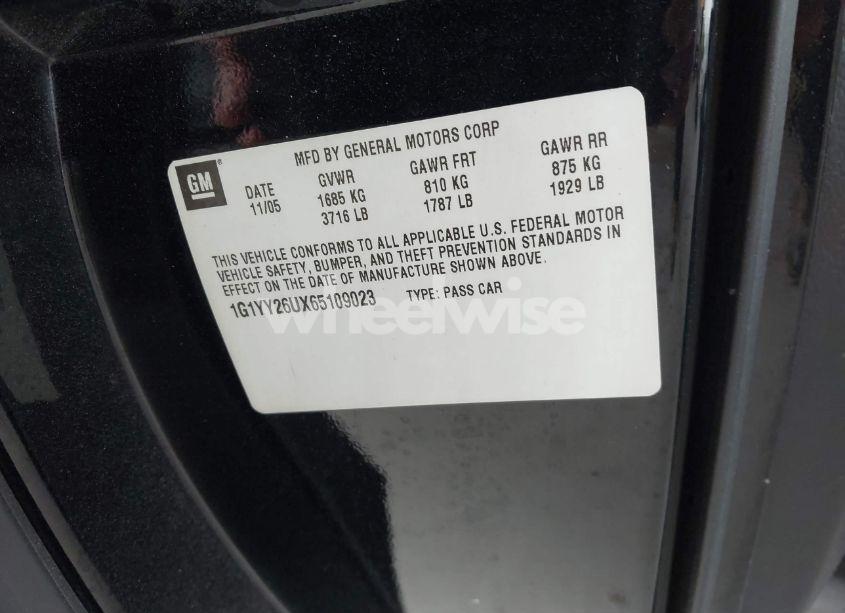 MFD BY GENERAL MOTORS CORP
GM
DATE GVWR GAWR FRT GAWR RR
11/05 1685 KG 810 KG 875 KG
3716 LB 1787 LB 1929 LB
THIS VEHICLE CONFORMS TO ALL APPLICABLE U.S. FEDERAL MOTOR
VEHICLE SAFETY, BUMPER, AND THEFT PREVENTION STANDARDS IN
EFFECT ON THE DATE OF MANUFACTURE SHOWN ABOVE.
1G1YY26UX65109023 TYPE: PASS CAR
wheelwise